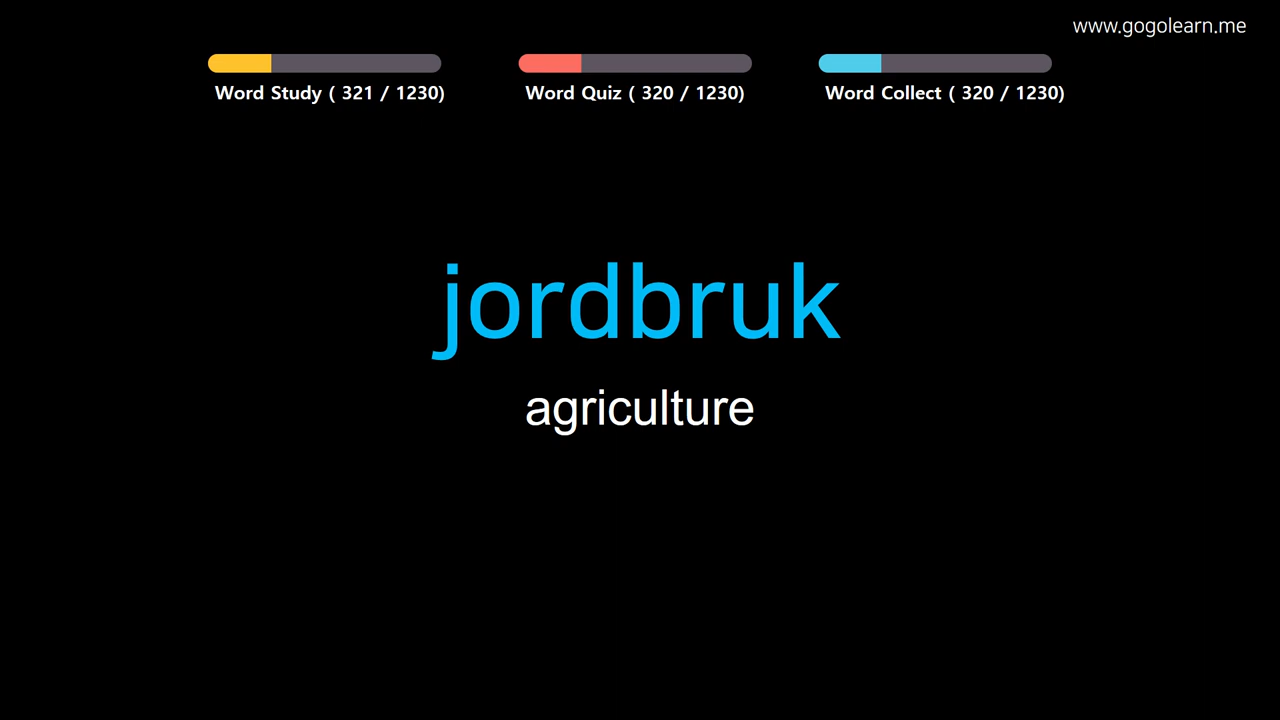 www.gogolearn.me
Word Study ( 321 / 1230)
Word Quiz ( 320 / 1230)
Word Collect ( 320 / 1230)
jordbruk
agriculture